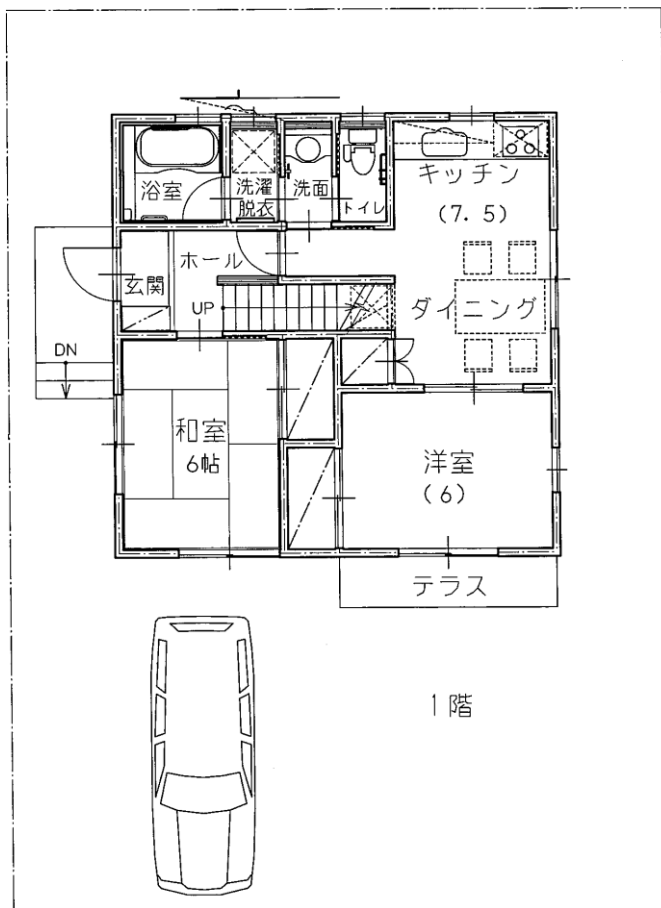 浴室
洗濯
脱衣
洗面
トイレ
キッチン
(7.5)
玄関
ホール
UP
ダイニング
DN
和室
6帖
洋室
(6)
テラス
1階